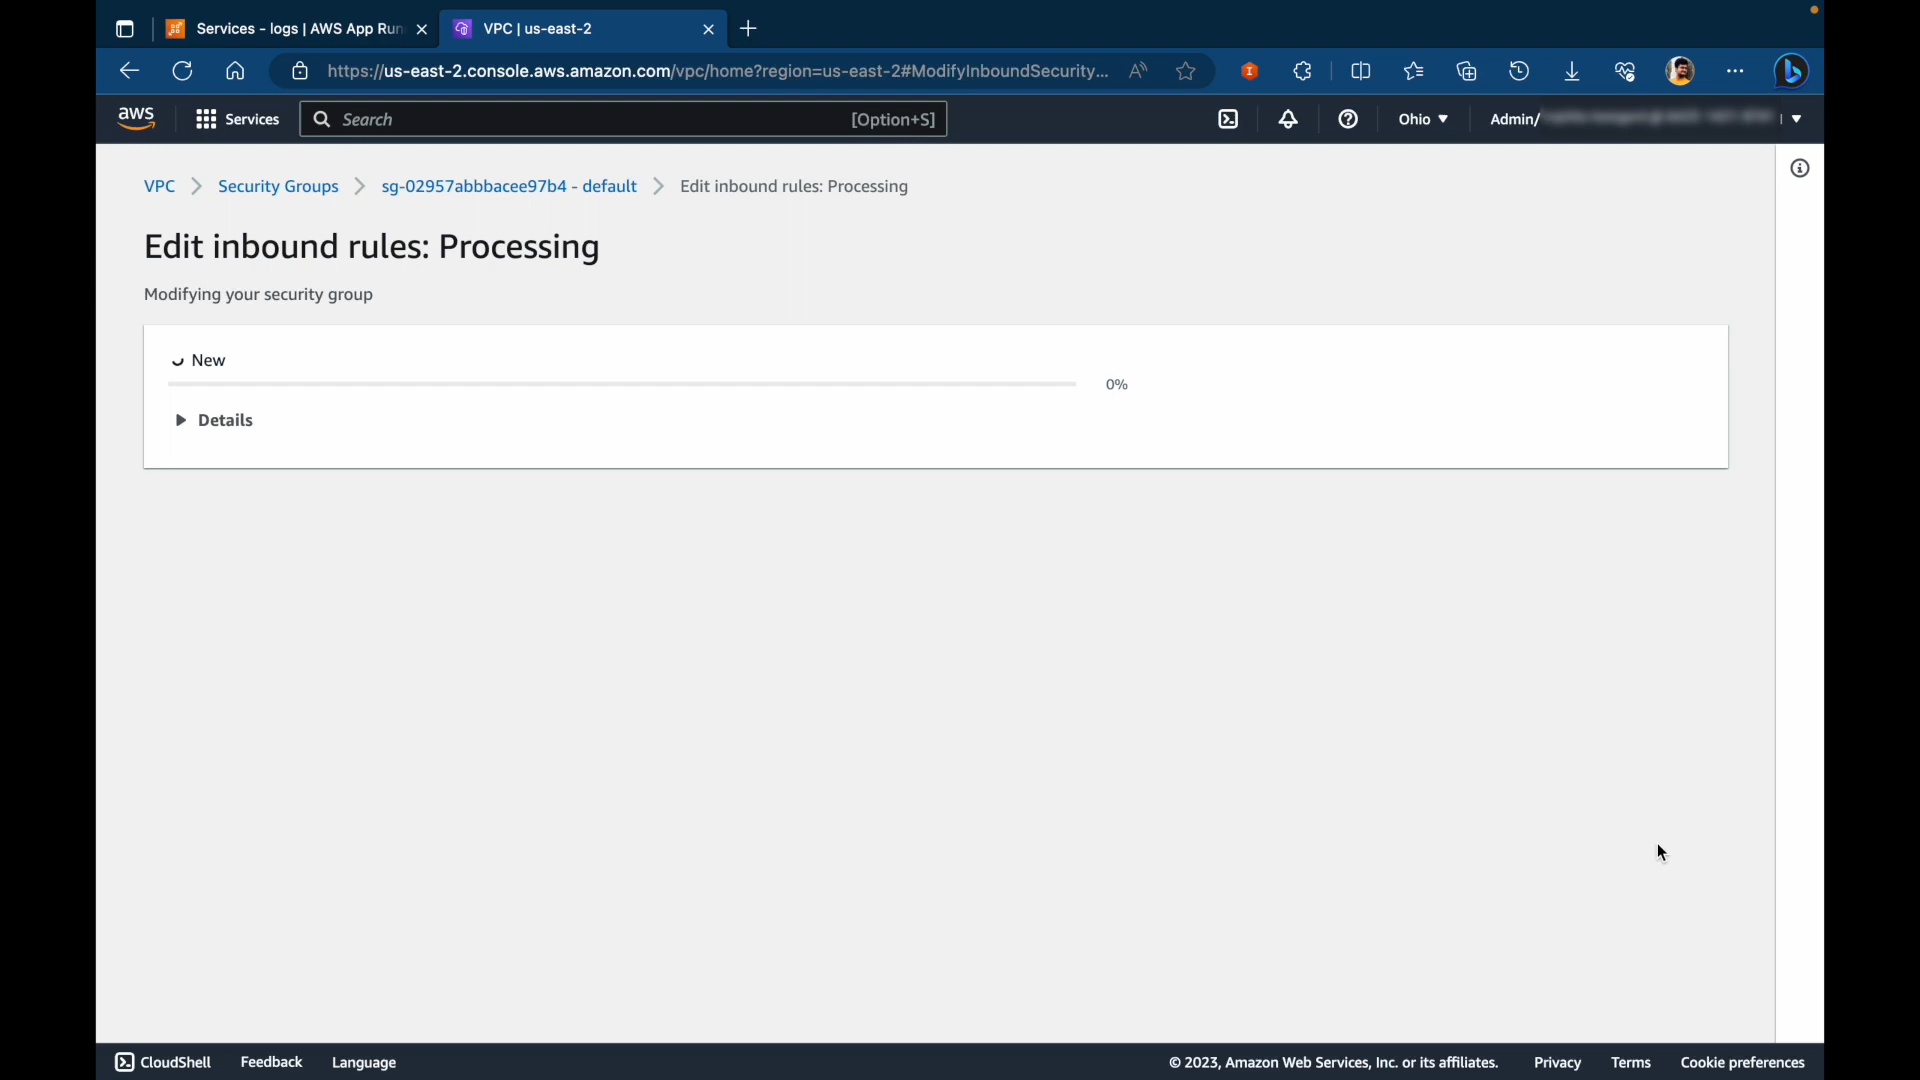 Services - logs | AWS App Run
VPC | us-east-2
https://us-east-2.console.aws.amazon.com/vpc/home?region=us-east-2#ModifyInboundSecurity...
aws
Services
Search
[Option+S]
Ohio
Admin/
VPC
Security Groups
sg-02957abbbacee97b4 - default
Edit inbound rules: Processing
Edit inbound rules: Processing
Modifying your security group
New
0%
Details
CloudShell
Feedback
Language
© 2023, Amazon Web Services, Inc. or its affiliates.
Privacy
Terms
Cookie preferences